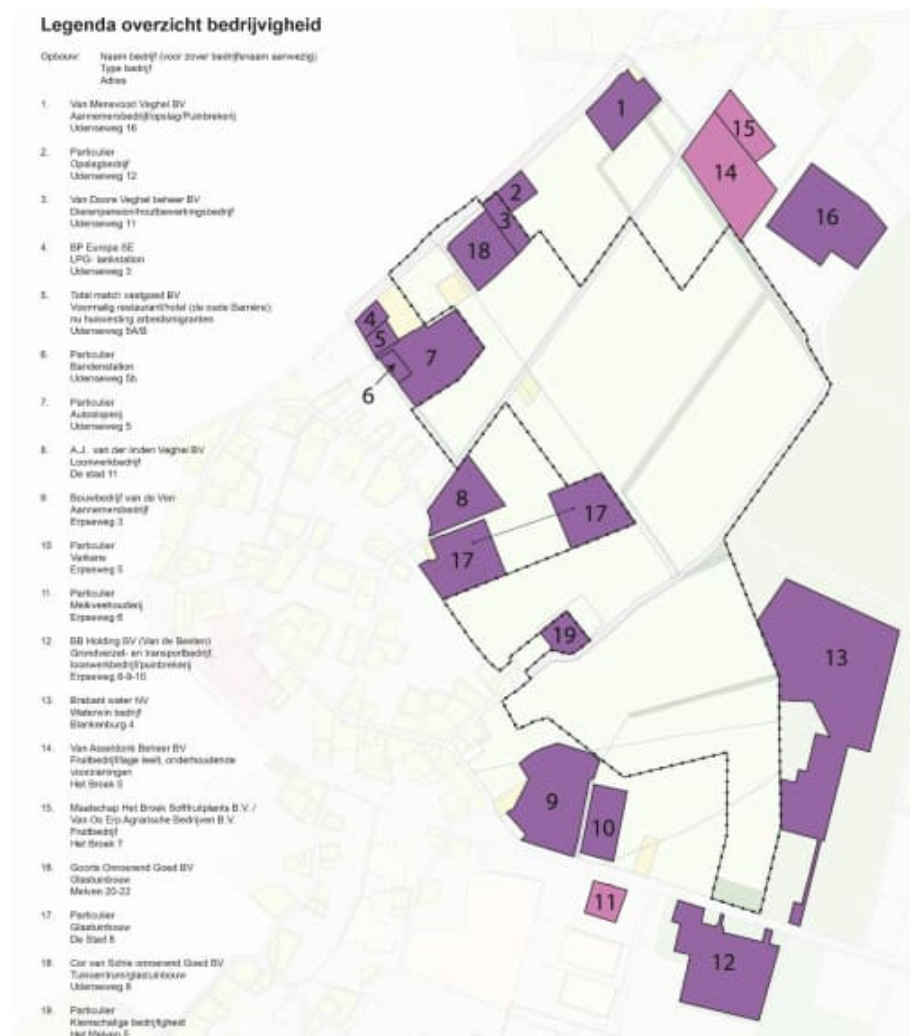 Legenda overzicht bedrijvigheid
Opbouw: Naam bedrijf (voor zover bedrijfsnaam aanwezig)
Type bedrijf
Adres
1. Van Menevoort Veghel BV
Aannemersbedrijf/opslag/Puinbrekerij
Udenseweg 16
2. Particulier
Opslagbedrijf
Udenseweg 12
3. Van Doore Veghel beheer BV
Dierenpension/houtbewerkingsbedrijf
Udenseweg 11
4. BP Europa SE
LPG- tankstation
Udenseweg 3
5. Total match vastgoed BV
Voormalig restaurant/hotel (de oude Barrière);
nu huisvesting arbeidsmigranten
Udenseweg 5A/B
6. Particulier
Bandenstation
Udenseweg 5b
7. Particulier
Autosloperij
Udenseweg 5
8. A.J. van der linden Veghel BV
Loonwerkbedrijf
De stad 11
9 Bouwbedrijf van de Ven
Aannemersbedrijf
Erpseweg 3
10 Particulier
Varkens
Erpseweg 5
11. Particulier
Melkveehouderij
Erpseweg 6
12 BB Holding BV (Van de Beeten)
Grondverzet- en transportbedrijf
loonwerkbedrijf/puinbrekerij
Erpseweg 8-9-10
13. Brabant water NV
Waterwin bedrijf
Blankenburg 4
14. Van Asseldonk Beheer BV
Fruitbedrijf/lage teelt, onderhoudende
voorzieningen
Het Broek 5
15. Maatschap Het Broek Softfruitplants B.V. /
Van Os Erp Agrarische Bedrijven B.V.
Fruitbedrijf
Het Broek 7
16. Goorts Onroerend Goed BV
Glastuinbouw
Melven 20-22
17. Particulier
Glastuinbouw
De Stad 8
18. Cor van Schie onroerend Goed BV
Tuincentrum/glastuinbouw
Udenseweg 8
19. Particulier
Kleinschalige bedrijfigheid
Het Melven 5
1
15
14
2
3
16
18
4
5
7
6
8
17
17
19
13
9
10
11
12